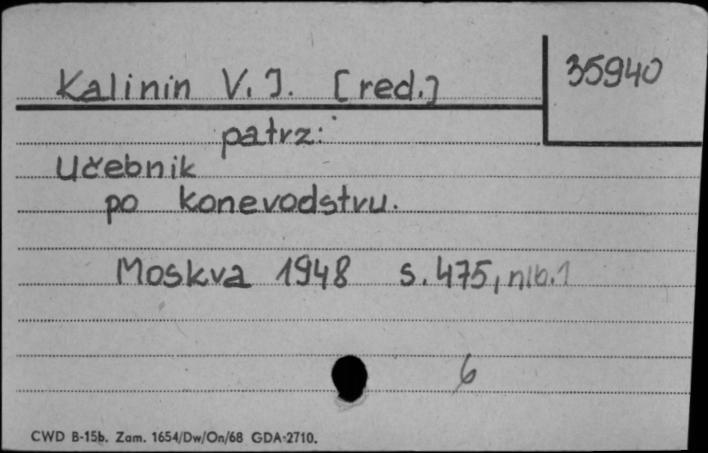 35940
Kalinin V. I. [red.]
patrz:
Učebnik
po konevodstvu.
Moskva 1948 s. 475, nlb. 1
6
CWD B-15b. Zam. 1654/Dw/On/68 GDA-2710.